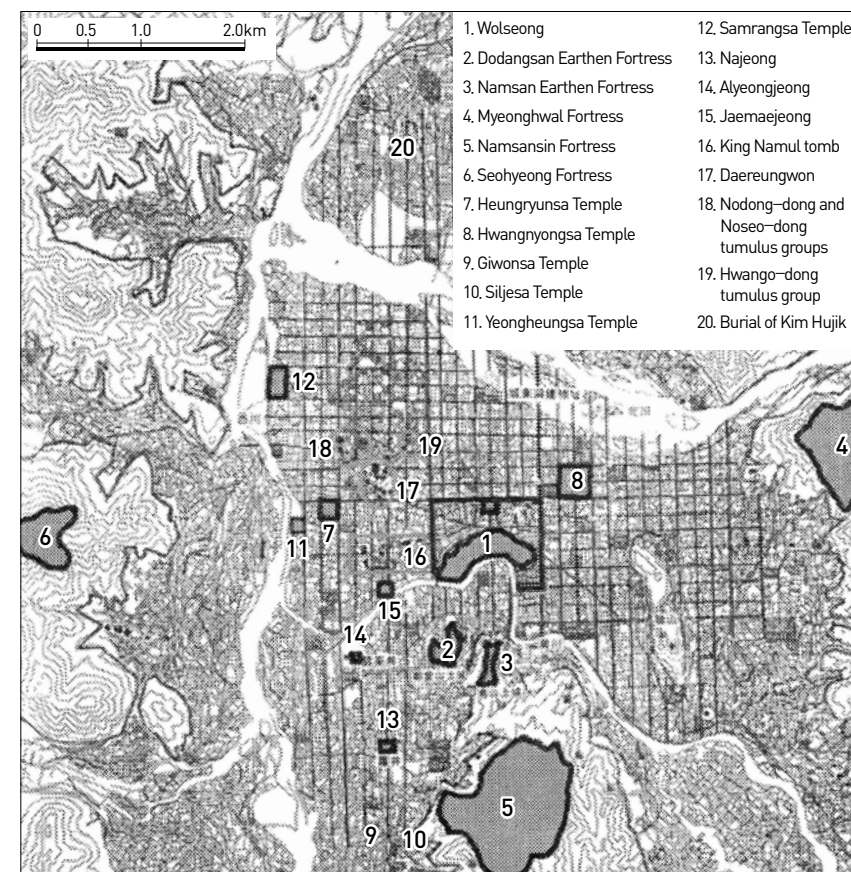 0 0.5 1.0 2.0km
1. Wolseong
2. Dodangsan Earthen Fortress
3. Namsan Earthen Fortress
4. Myeonghwal Fortress
5. Namsansin Fortress
6. Seohyeong Fortress
7. Heungryunsa Temple
8. Hwangnyongsa Temple
9. Giwonsa Temple
10. Siljesa Temple
11. Yeongheungsa Temple
12. Samrangsa Temple
13. Najeong
14. Alyeongjeong
15. Jaemaejeong
16. King Namul tomb
17. Daereungwon
18. Nodong–dong and
Noseo–dong
tumulus groups
19. Hwango–dong
tumulus group
20. Burial of Kim Hujik
20
12
18
19
4
17
8
6
11
7
16
1
15
14
2
3
13
5
9
10